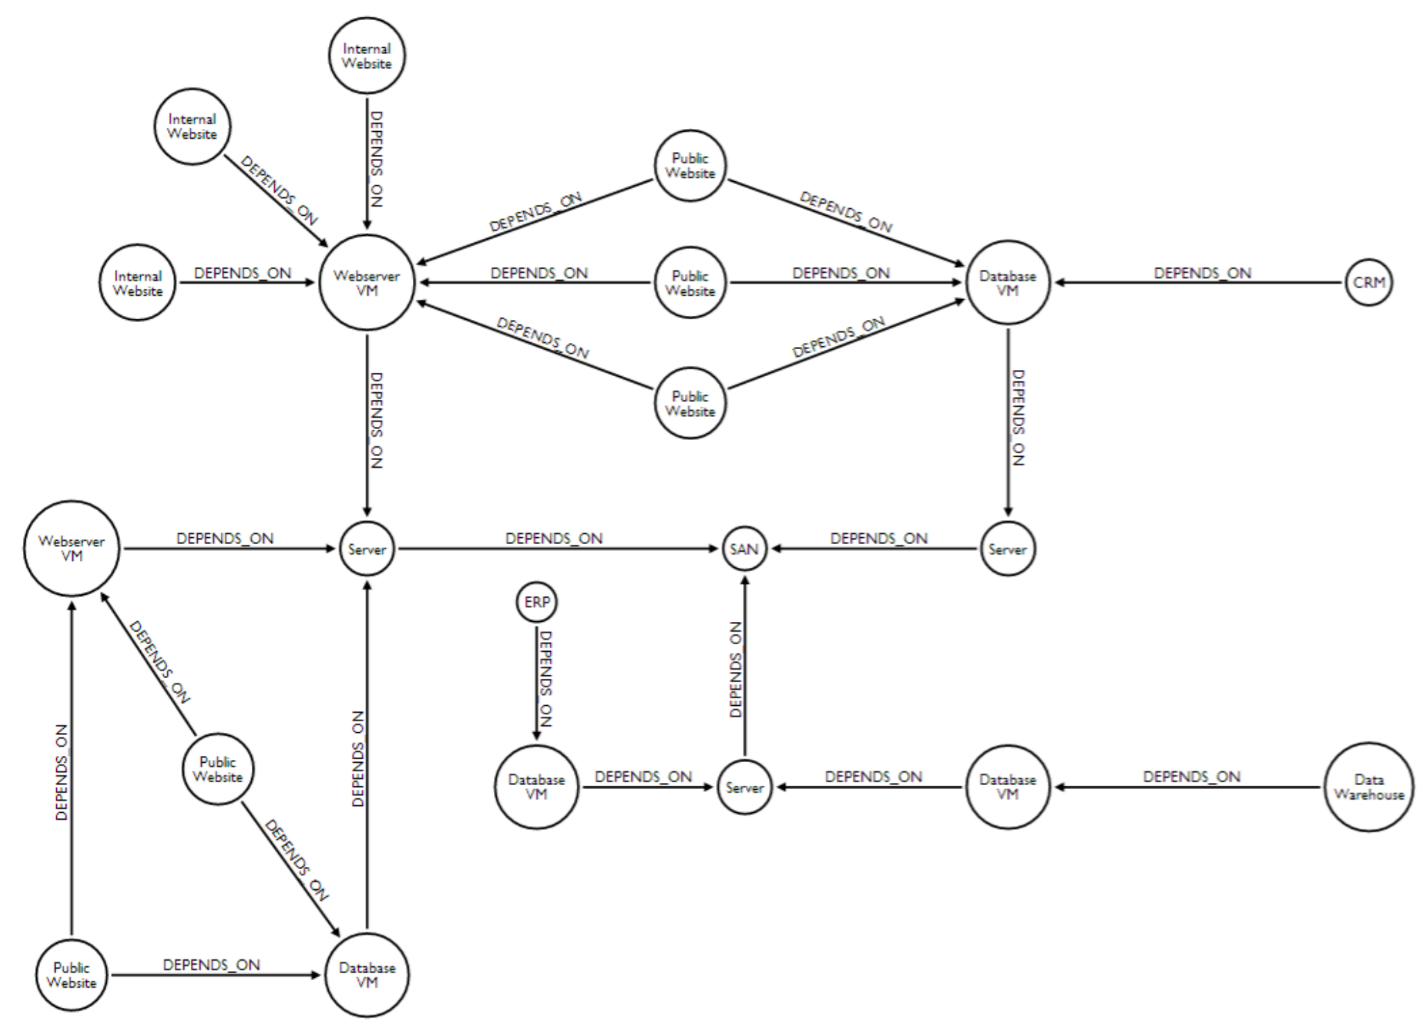 Internal
Website
Internal
Website
DEPENDS_ON
DEPENDS_ON
Public
Website
DEPENDS_ON
DEPENDS_ON
Internal
Website
DEPENDS_ON
Webserver
VM
DEPENDS_ON
Public
Website
DEPENDS_ON
Database
VM
DEPENDS_ON
CRM
DEPENDS_ON
DEPENDS_ON
Public
Website
DEPENDS_ON
DEPENDS_ON
Webserver
VM
DEPENDS_ON
Server
DEPENDS_ON
SAN
DEPENDS_ON
Server
ERP
DEPENDS_ON
DEPENDS_ON
DEPENDS_ON
DEPENDS_ON
DEPENDS_ON
Public
Website
Database
VM
DEPENDS_ON
Server
DEPENDS_ON
Database
VM
DEPENDS_ON
Data
Warehouse
DEPENDS_ON
Public
Website
DEPENDS_ON
Database
VM